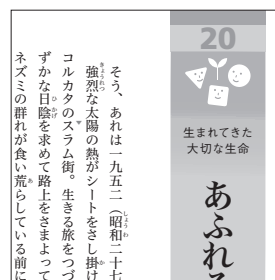 20
生まれてきた
大切な生命
あふれる
そう、あれは一九五二（昭和二十七
強烈な太陽の熱がシートをさし掛け
コルカタのスラム街。生きる旅をつづ
ずかな日陰を求めて路上をさまよって
ネズミの群れが食い荒らしている前に